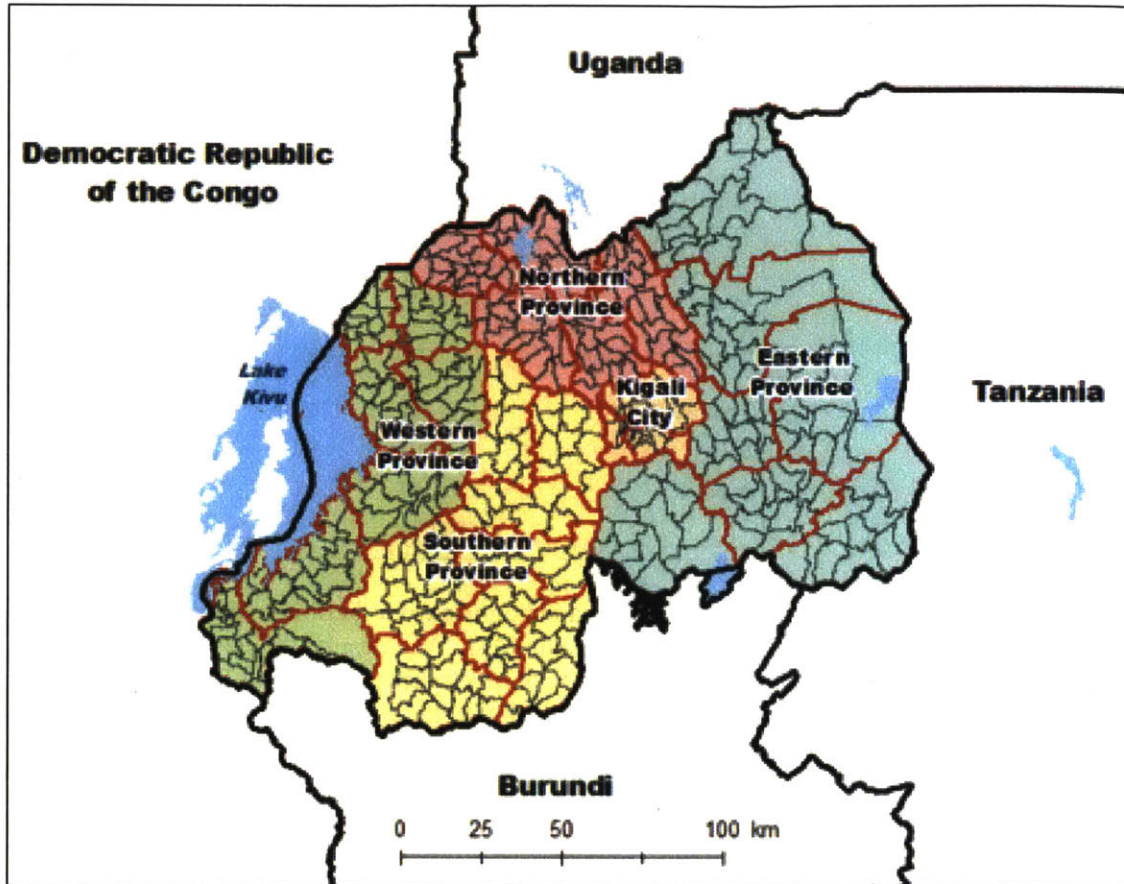 Uganda
Democratic Republic
of the Congo
Northern
Province
Lake
Kivu
Eastern
Province
Kigali
City
Tanzania
Western
Province
Southern
Province
Burundi
0 25 50 100 km